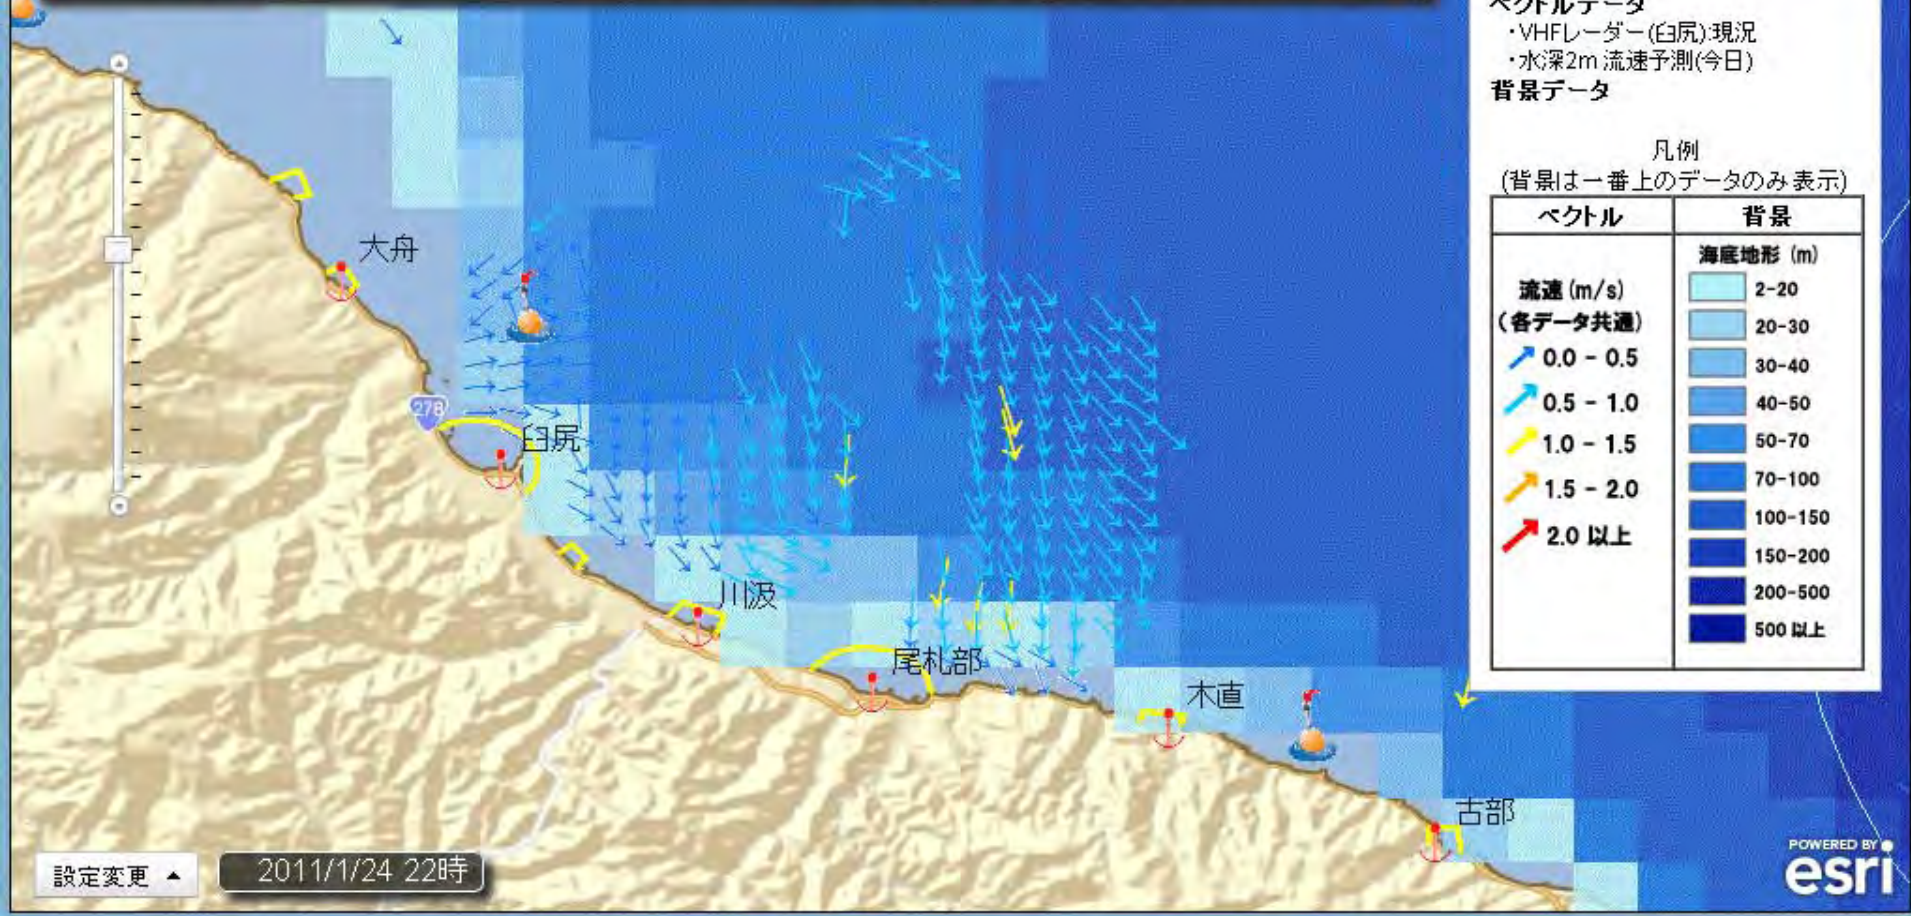 ベクトルデータ
・VHFレーダー(臼尻):現況
・水深2m 流速予測(今日)
背景データ
凡例
(背景は一番上のデータのみ表示)
ベクトル
背景
流速 (m/s)
(各データ共通)
0.0 - 0.5
0.5 - 1.0
1.0 - 1.5
1.5 - 2.0
2.0 以上
海底地形 (m)
2-20
20-30
30-40
40-50
50-70
70-100
100-150
150-200
200-500
500 以上
大舟
278
臼尻
川汲
尾札部
木直
古部
設定変更 ▲
2011/1/24 22時
POWERED BY
esri